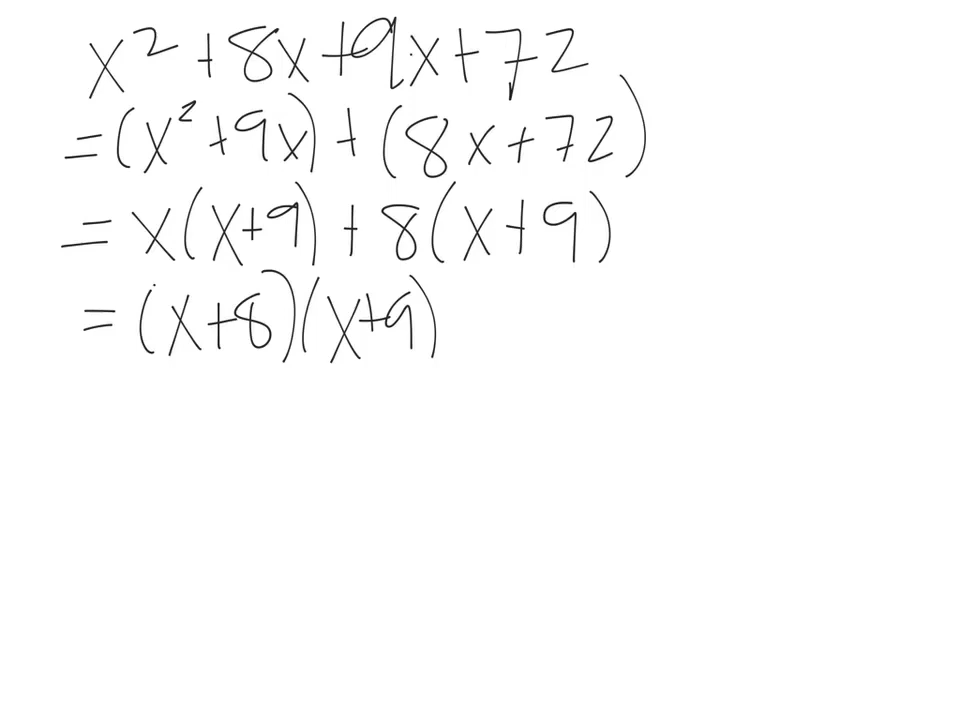 x² + 8x + 9x + 72
= (x² + 9x) + (8x + 72)
= x(x+9) + 8(x+9)
= (x+8)(x+9)